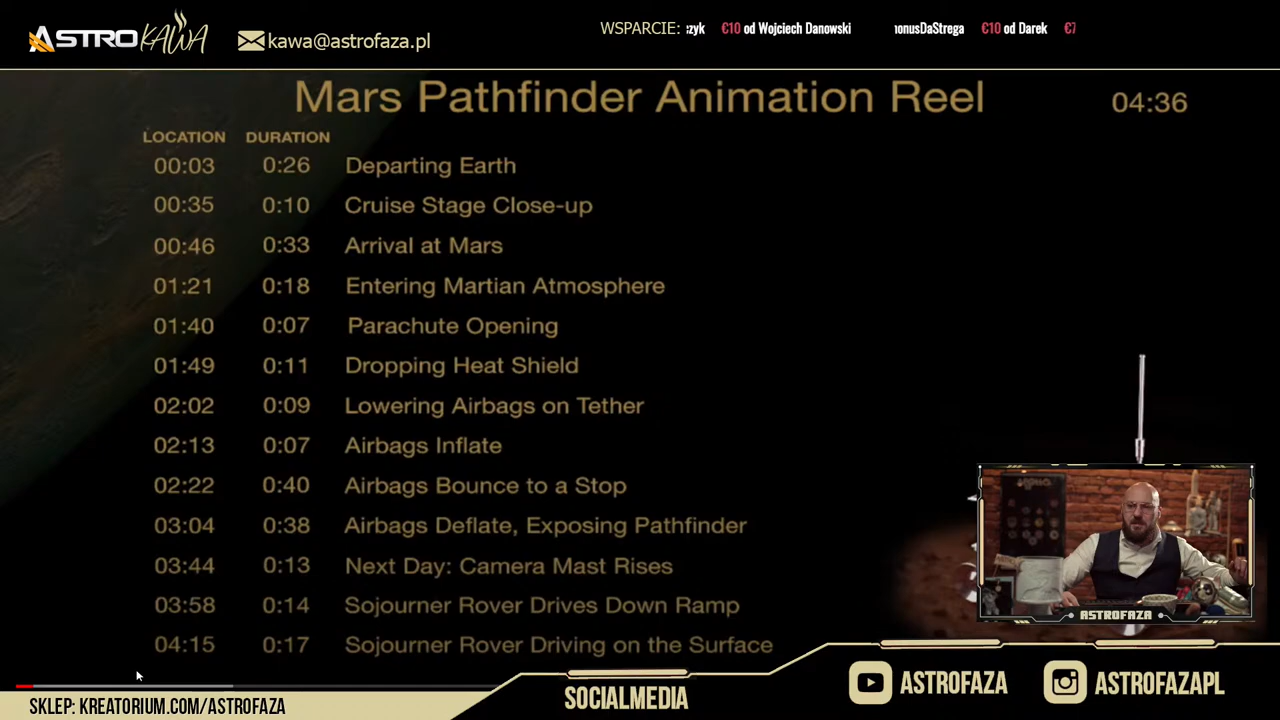 ASTROKAWA
kawa@astrofaza.pl
WSPARCIE: zyk €10 od Wojciech Danowski onusDaStrega €10 od Darek €7
Mars Pathfinder Animation Reel 04:36
LOCATION DURATION
00:03 0:26 Departing Earth
00:35 0:10 Cruise Stage Close-up
00:46 0:33 Arrival at Mars
01:21 0:18 Entering Martian Atmosphere
01:40 0:07 Parachute Opening
01:49 0:11 Dropping Heat Shield
02:02 0:09 Lowering Airbags on Tether
02:13 0:07 Airbags Inflate
02:22 0:40 Airbags Bounce to a Stop
03:04 0:38 Airbags Deflate, Exposing Pathfinder
03:44 0:13 Next Day: Camera Mast Rises
03:58 0:14 Sojourner Rover Drives Down Ramp
04:15 0:17 Sojourner Rover Driving on the Surface
ASTROFAZA
SKLEP: KREATORIUM.COM/ASTROFAZA
SOCIALMEDIA
ASTROFAZA
ASTROFAZAPL